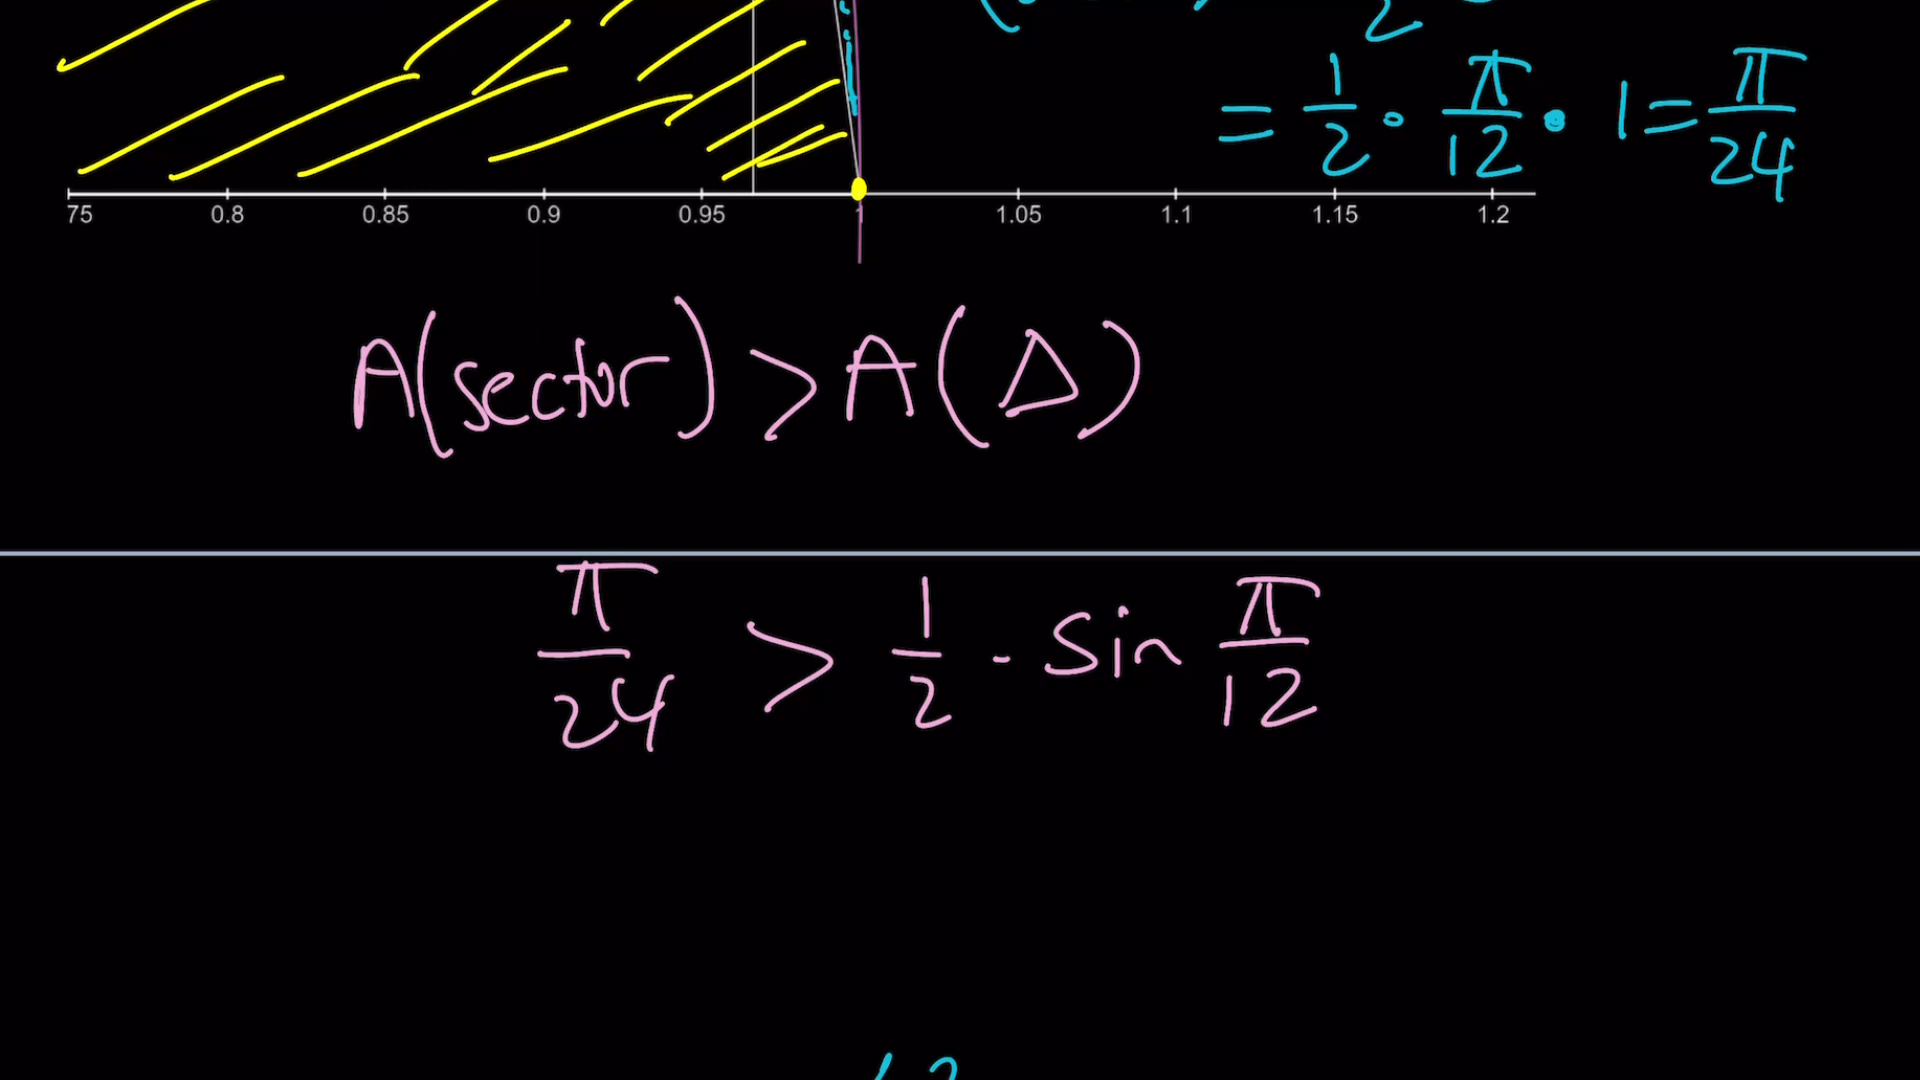 = 1/2 · π/12 · 1 = π/24
75 0.8 0.85 0.9 0.95 1 1.05 1.1 1.15 1.2
A(sector) > A(Δ)
π/24 > 1/2 · sin π/12